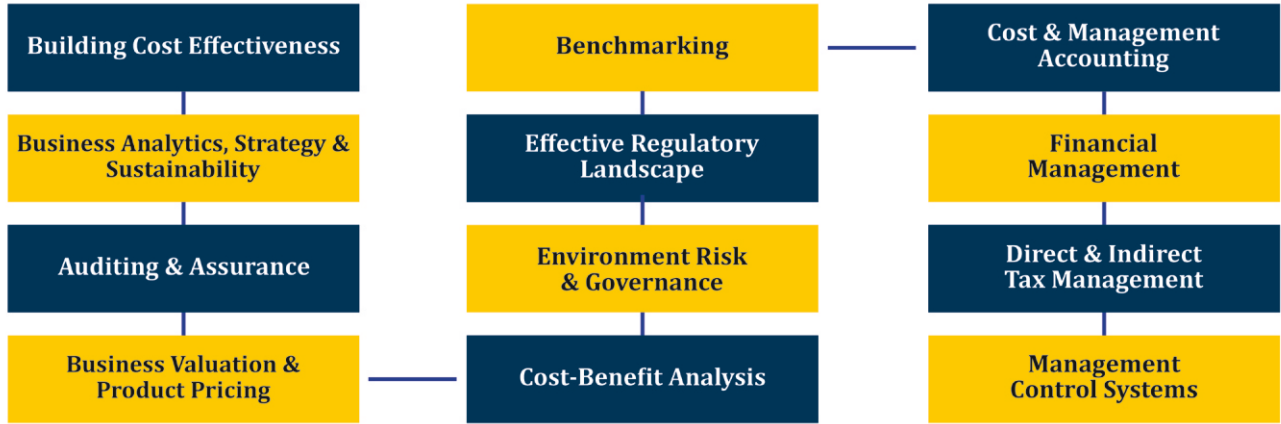 Building Cost Effectiveness
Business Analytics, Strategy &
Sustainability
Auditing & Assurance
Business Valuation &
Product Pricing
Benchmarking
Effective Regulatory
Landscape
Environment Risk
& Governance
Cost-Benefit Analysis
Cost & Management
Accounting
Financial
Management
Direct & Indirect
Tax Management
Management
Control Systems